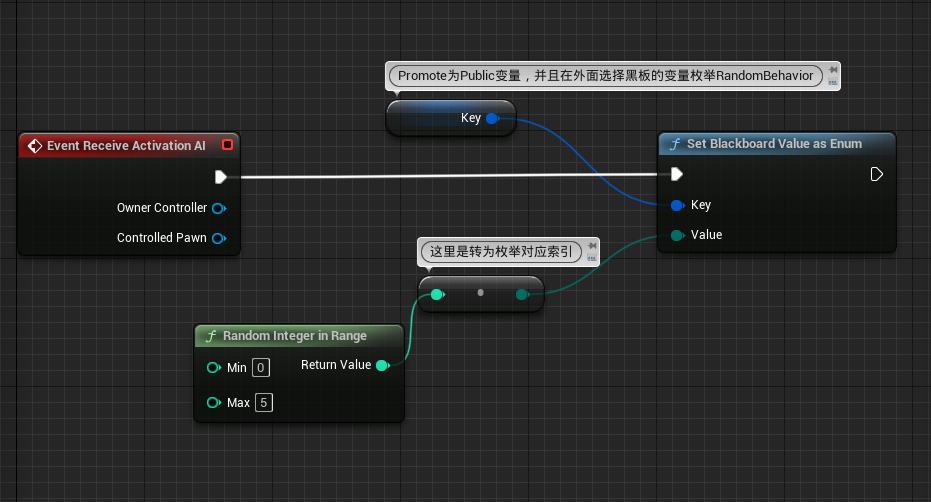 Promote为Public变量，并且在外面选择黑板的变量枚举RandomBehavior
Key
Event Receive Activation AI
Owner Controller
Controlled Pawn
Set Blackboard Value as Enum
Key
Value
这里是转为枚举对应索引
Random Integer in Range
Min 0
Return Value
Max 5